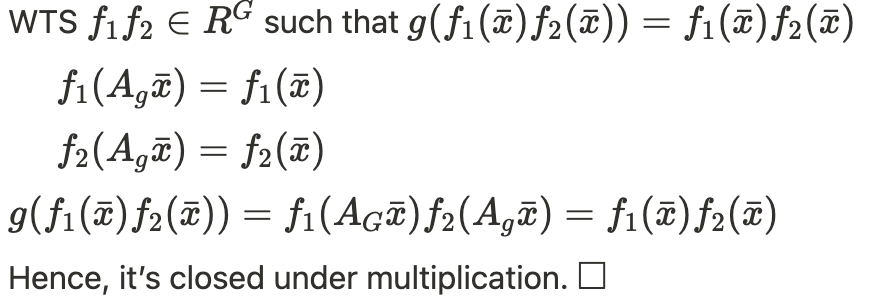 WTS f₁f₂ ∈ Rᴳ such that g(f₁(x̄)f₂(x̄)) = f₁(x̄)f₂(x̄)
f₁(A_g x̄) = f₁(x̄)
f₂(A_g x̄) = f₂(x̄)
g(f₁(x̄)f₂(x̄)) = f₁(A_G x̄)f₂(A_g x̄) = f₁(x̄)f₂(x̄)
Hence, it’s closed under multiplication. □